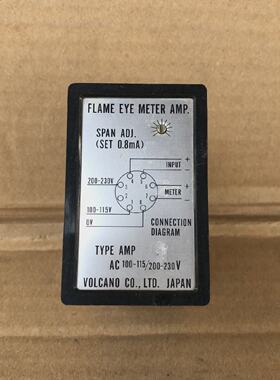 FLAME EYE METER AMP.
SPAN ADJ.
(SET 0.8mA)
INPUT + -
200-230V
METER + -
100-115V
0V
CONNECTION
DIAGRAM
TYPE AMP
AC 100-115/200-230V
VOLCANO CO., LTD. JAPAN